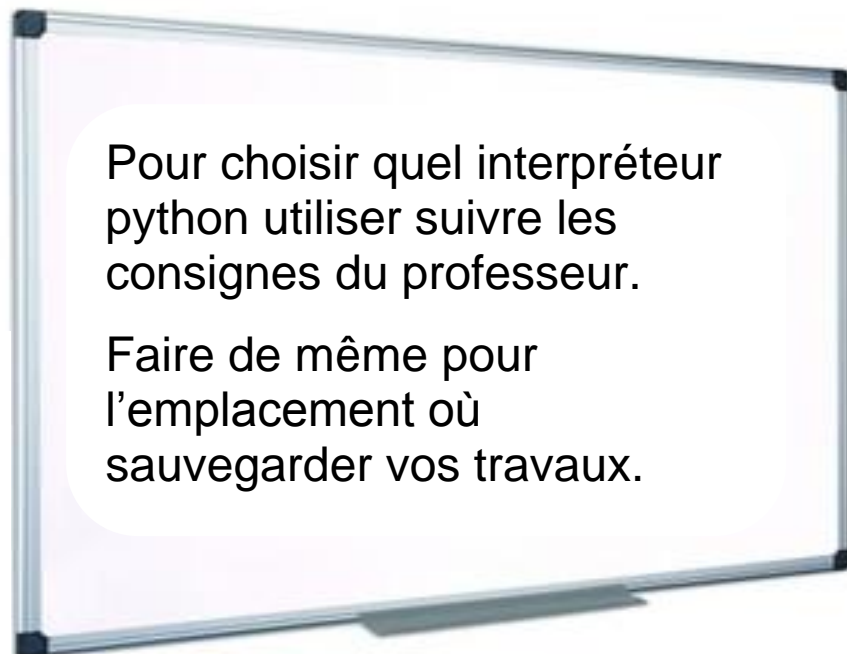 Pour choisir quel interpréteur
python utiliser suivre les
consignes du professeur.
Faire de même pour
l’emplacement où
sauvegarder vos travaux.